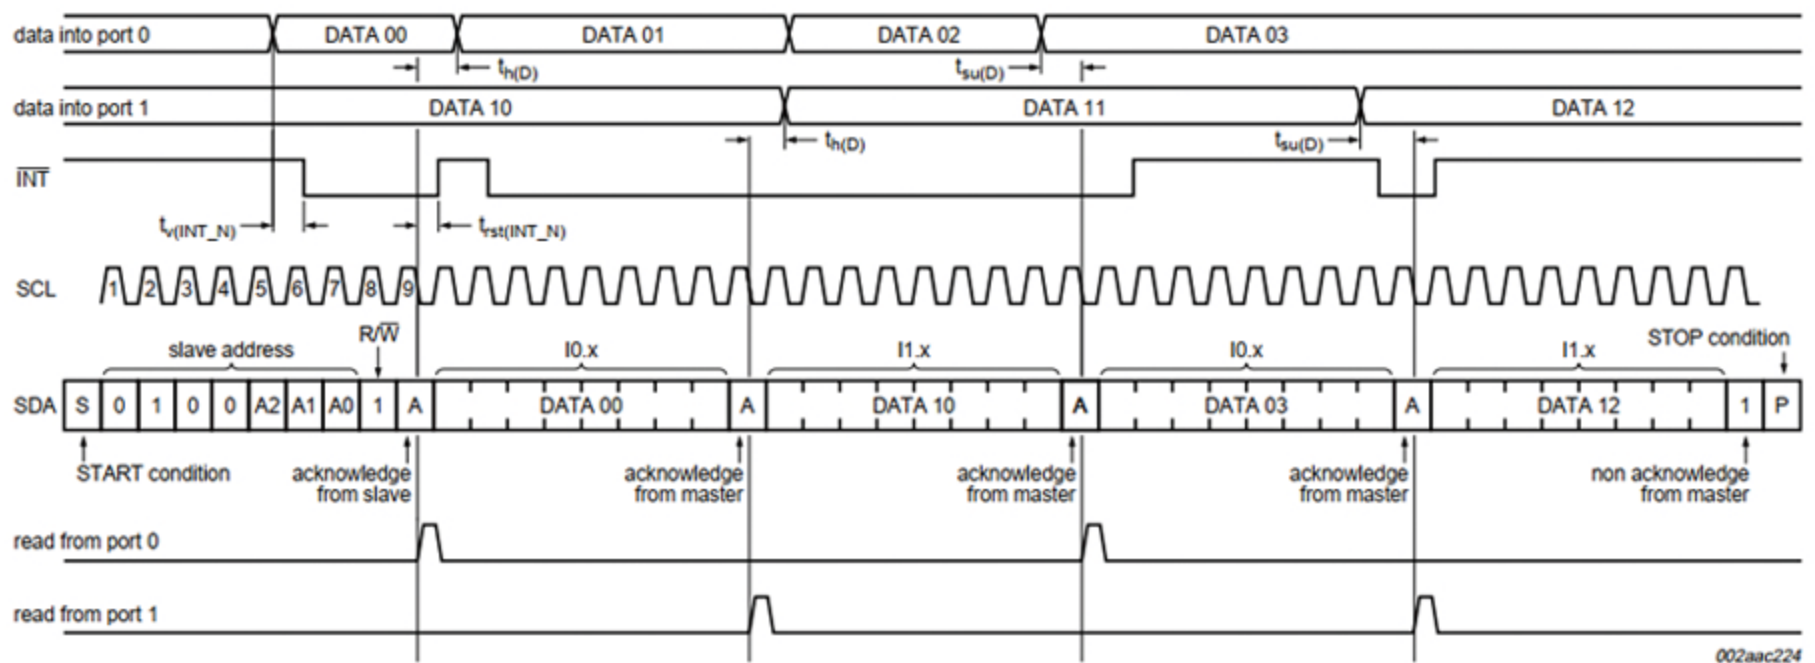 data into port 0 DATA 00 DATA 01 DATA 02 DATA 03
th(D) tsu(D)
data into port 1 DATA 10 DATA 11 DATA 12
th(D) tsu(D)
INT
tv(INT_N) trst(INT_N)
SCL 1 2 3 4 5 6 7 8 9
R/W STOP condition
slave address I0.x I1.x I0.x I1.x
SDA S 0 1 0 0 A2 A1 A0 1 A DATA 00 A DATA 10 A DATA 03 A DATA 12 1 P
START condition acknowledge acknowledge acknowledge acknowledge non acknowledge
from slave from master from master from master from master
read from port 0
read from port 1
002aac224